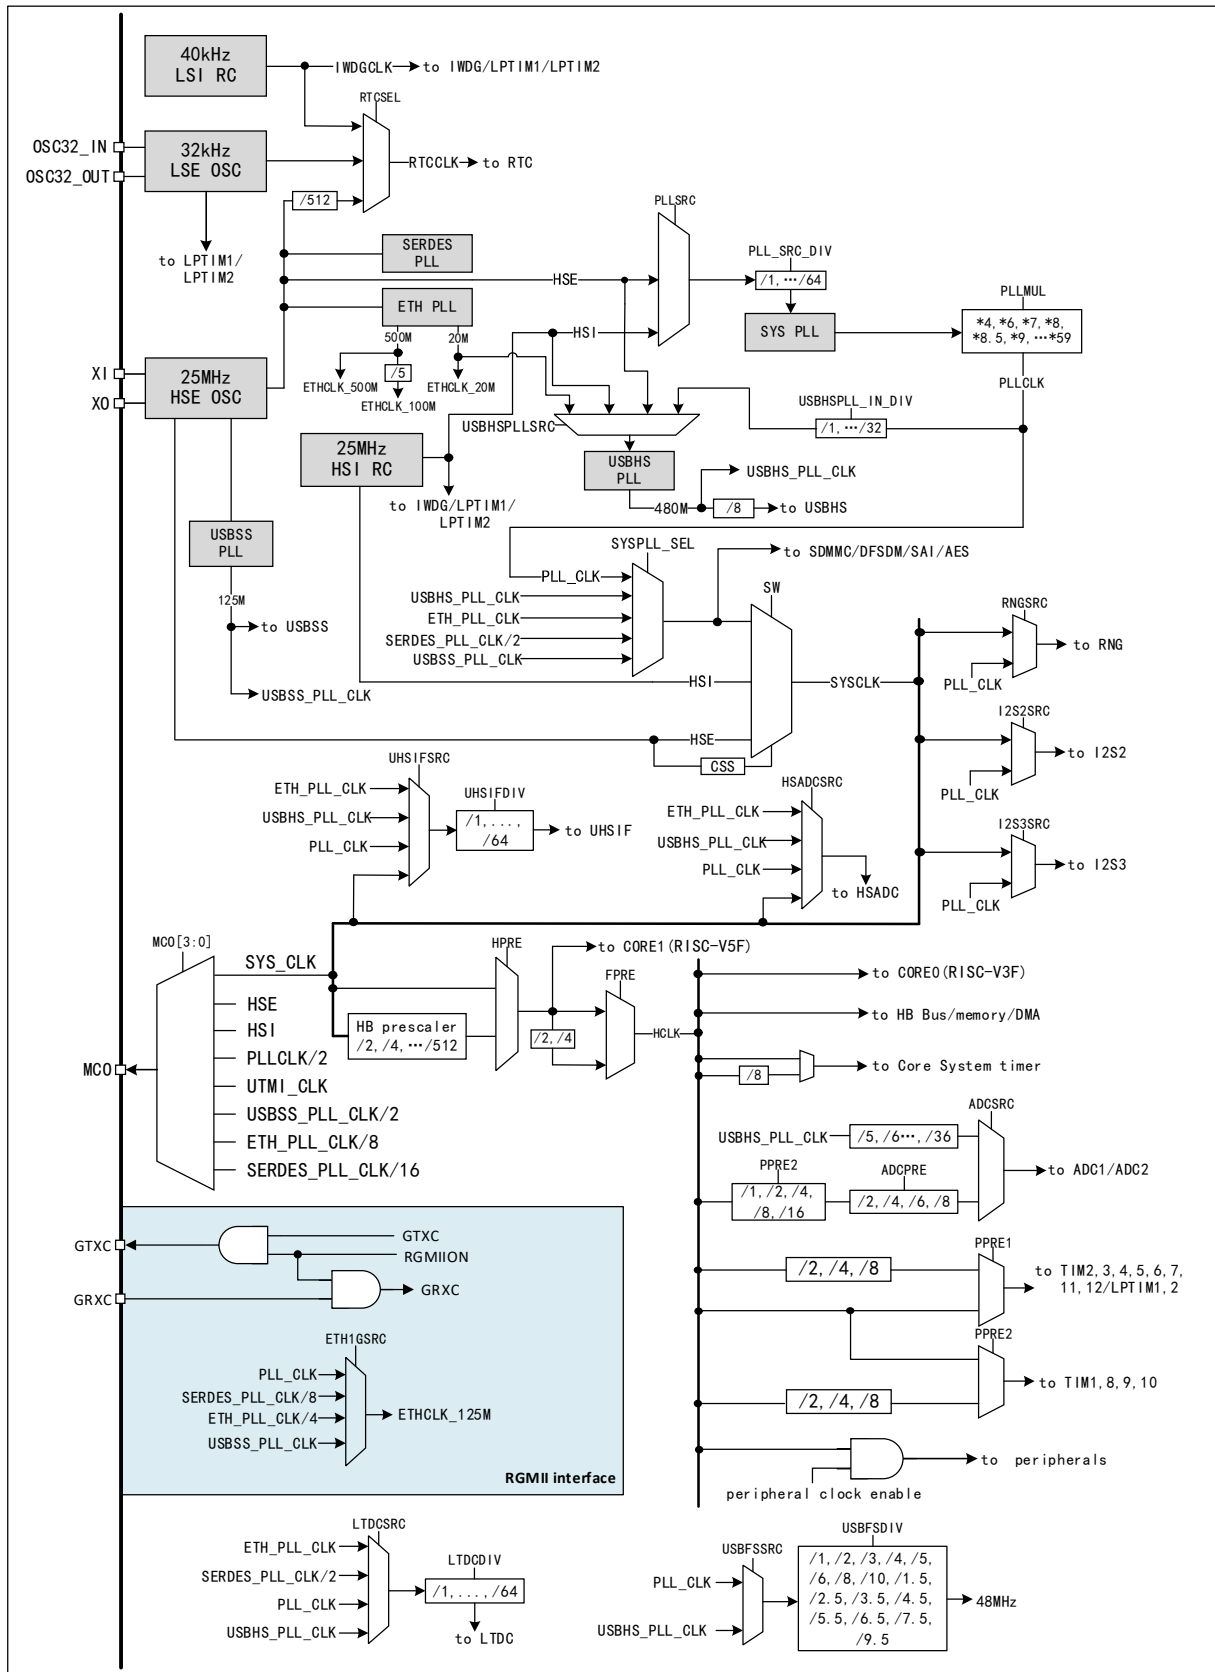 40kHz
LSI RC
IWDGCLK
to IWDG/LPTIM1/LPTIM2
RTCSEL
OSC32_IN
OSC32_OUT
32kHz
LSE OSC
RTCCLK
to RTC
/512
to LPTIM1/
LPTIM2
PLLSRC
SERDES
PLL
PLL_SRC_DIV
/1, ···/64
HSE
PLLMUL
ETH PLL
500M
20M
HSI
SYS PLL
*4, *6, *7, *8,
*8.5, *9, ···*59
/5
ETHCLK_500M
ETHCLK_20M
ETHCLK_100M
XI
XO
25MHz
HSE OSC
PLLCLK
USBHSPLL_IN_DIV
/1, ···/32
USBHSPLLSRC
25MHz
HSI RC
USBHS
PLL
USBHS_PLL_CLK
480M
/8
to USBHS
to IWDG/LPTIM1/
LPTIM2
USBSS
PLL
SYSPLL_SEL
to SDMMC/DFSDM/SAI/AES
PLL_CLK
USBHS_PLL_CLK
ETH_PLL_CLK
SERDES_PLL_CLK/2
USBSS_PLL_CLK
SW
125M
to USBSS
USBSS_PLL_CLK
HSI
SYSCLK
HSE
CSS
RNGSRC
to RNG
PLL_CLK
I2S2SRC
to I2S2
PLL_CLK
I2S3SRC
to I2S3
PLL_CLK
UHSIFSRC
ETH_PLL_CLK
USBHS_PLL_CLK
PLL_CLK
UHSIFDIV
/1, ...,
/64
to UHSIF
HSADCSRC
ETH_PLL_CLK
USBHS_PLL_CLK
PLL_CLK
to HSADC
MCO[3:0]
SYS_CLK
HSE
HSI
PLLCLK/2
UTMI_CLK
USBSS_PLL_CLK/2
ETH_PLL_CLK/8
SERDES_PLL_CLK/16
MCO
HPRE
HB prescaler
/2, /4, ···/512
to CORE1(RISC-V5F)
FPRE
/2, /4
HCLK
to CORE0(RISC-V3F)
to HB Bus/memory/DMA
/8
to Core System timer
ADCSRC
USBHS_PLL_CLK
/5, /6···, /36
PPRE2
/1, /2, /4,
/8, /16
ADCPRE
/2, /4, /6, /8
to ADC1/ADC2
GTXC
GTXC
RGMIION
GRXC
GRXC
ETH1GSRC
PLL_CLK
SERDES_PLL_CLK/8
ETH_PLL_CLK/4
USBSS_PLL_CLK
ETHCLK_125M
RGMII interface
PPRE1
/2, /4, /8
to TIM2, 3, 4, 5, 6, 7,
11, 12/LPTIM1, 2
PPRE2
/2, /4, /8
to TIM1, 8, 9, 10
to peripherals
peripheral clock enable
LTDCSRC
ETH_PLL_CLK
SERDES_PLL_CLK/2
PLL_CLK
USBHS_PLL_CLK
LTDCDIV
/1, ..., /64
to LTDC
USBFSSRC
PLL_CLK
USBHS_PLL_CLK
USBFSDIV
/1, /2, /3, /4, /5,
/6, /8, /10, /1.5,
/2.5, /3.5, /4.5,
/5.5, /6.5, /7.5,
/9.5
48MHz